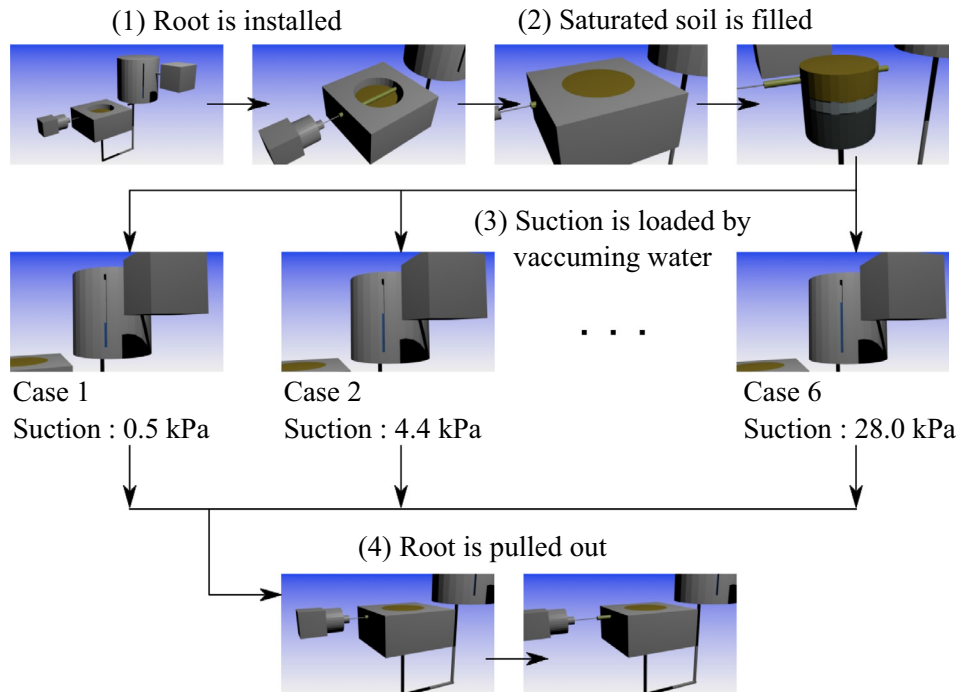 (1) Root is installed
(2) Saturated soil is filled
(3) Suction is loaded by
vaccuming water
Case 1
Suction : 0.5 kPa
Case 2
Suction : 4.4 kPa
. . .
Case 6
Suction : 28.0 kPa
(4) Root is pulled out